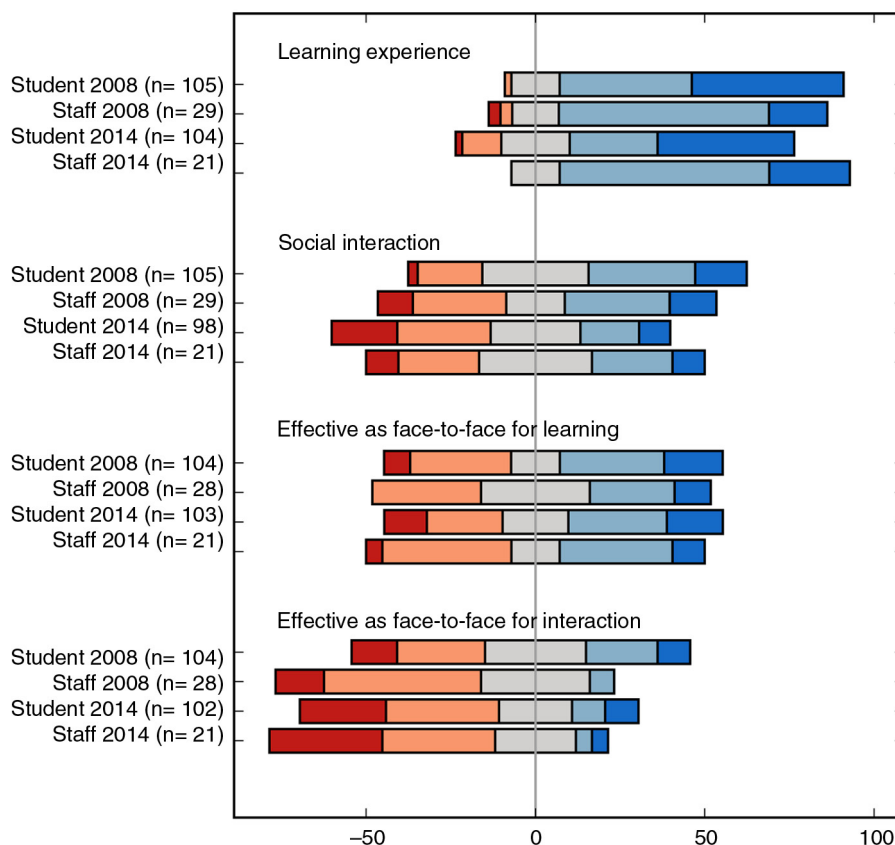 Learning experience
Student 2008 (n= 105)
Staff 2008 (n= 29)
Student 2014 (n= 104)
Staff 2014 (n= 21)
Social interaction
Student 2008 (n= 105)
Staff 2008 (n= 29)
Student 2014 (n= 98)
Staff 2014 (n= 21)
Effective as face-to-face for learning
Student 2008 (n= 104)
Staff 2008 (n= 28)
Student 2014 (n= 103)
Staff 2014 (n= 21)
Effective as face-to-face for interaction
Student 2008 (n= 104)
Staff 2008 (n= 28)
Student 2014 (n= 102)
Staff 2014 (n= 21)
–50 0 50 100